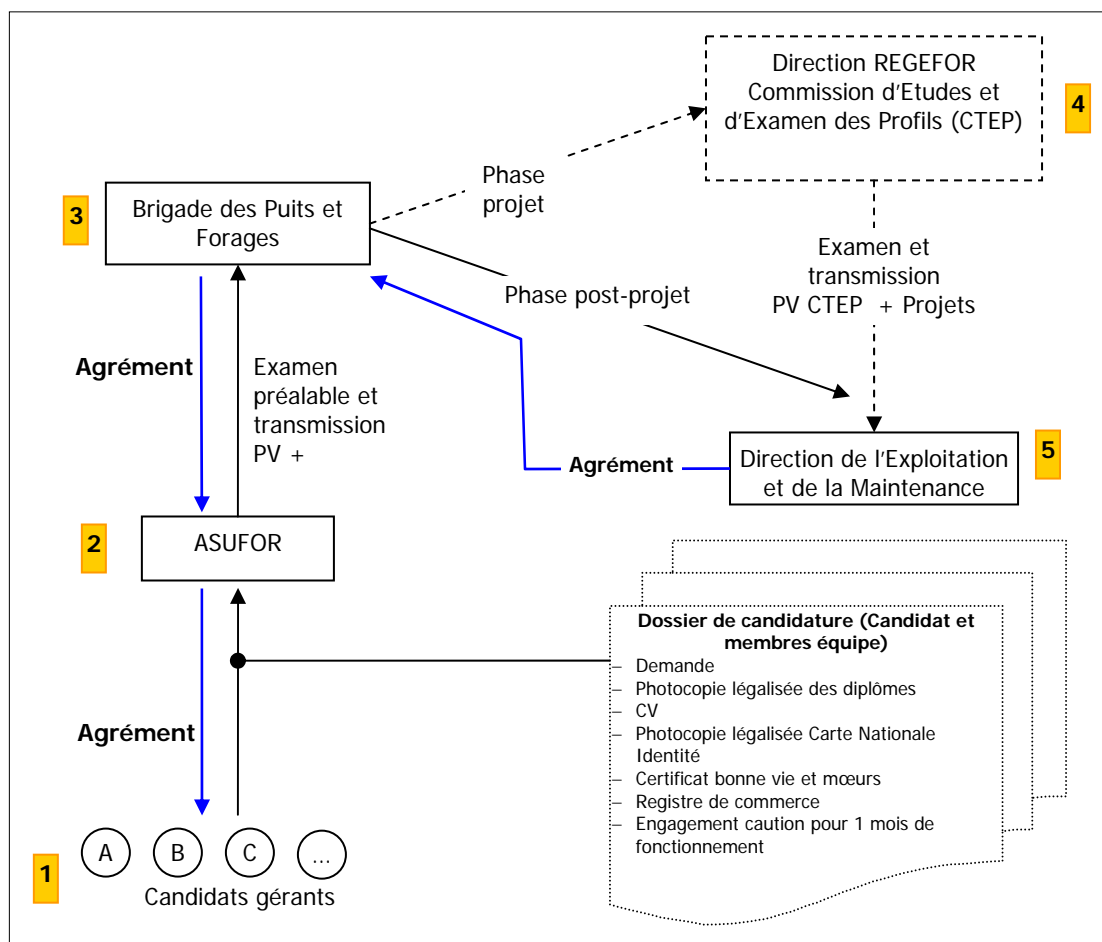 Direction REGEFOR
Commission d'Etudes et
d'Examen des Profils (CTEP)
4
Phase
projet
3
Brigade des Puits et
Forages
Examen et
transmission
PV CTEP + Projets
Phase post-projet
Agrément
Examen
préalable et
transmission
PV +
Agrément
Direction de l'Exploitation
et de la Maintenance
5
2
ASUFOR
Dossier de candidature (Candidat et
membres équipe)
– Demande
– Photocopie légalisée des diplômes
– CV
– Photocopie légalisée Carte Nationale
Identité
– Certificat bonne vie et mœurs
– Registre de commerce
– Engagement caution pour 1 mois de
fonctionnement
Agrément
1
A B C ...
Candidats gérants